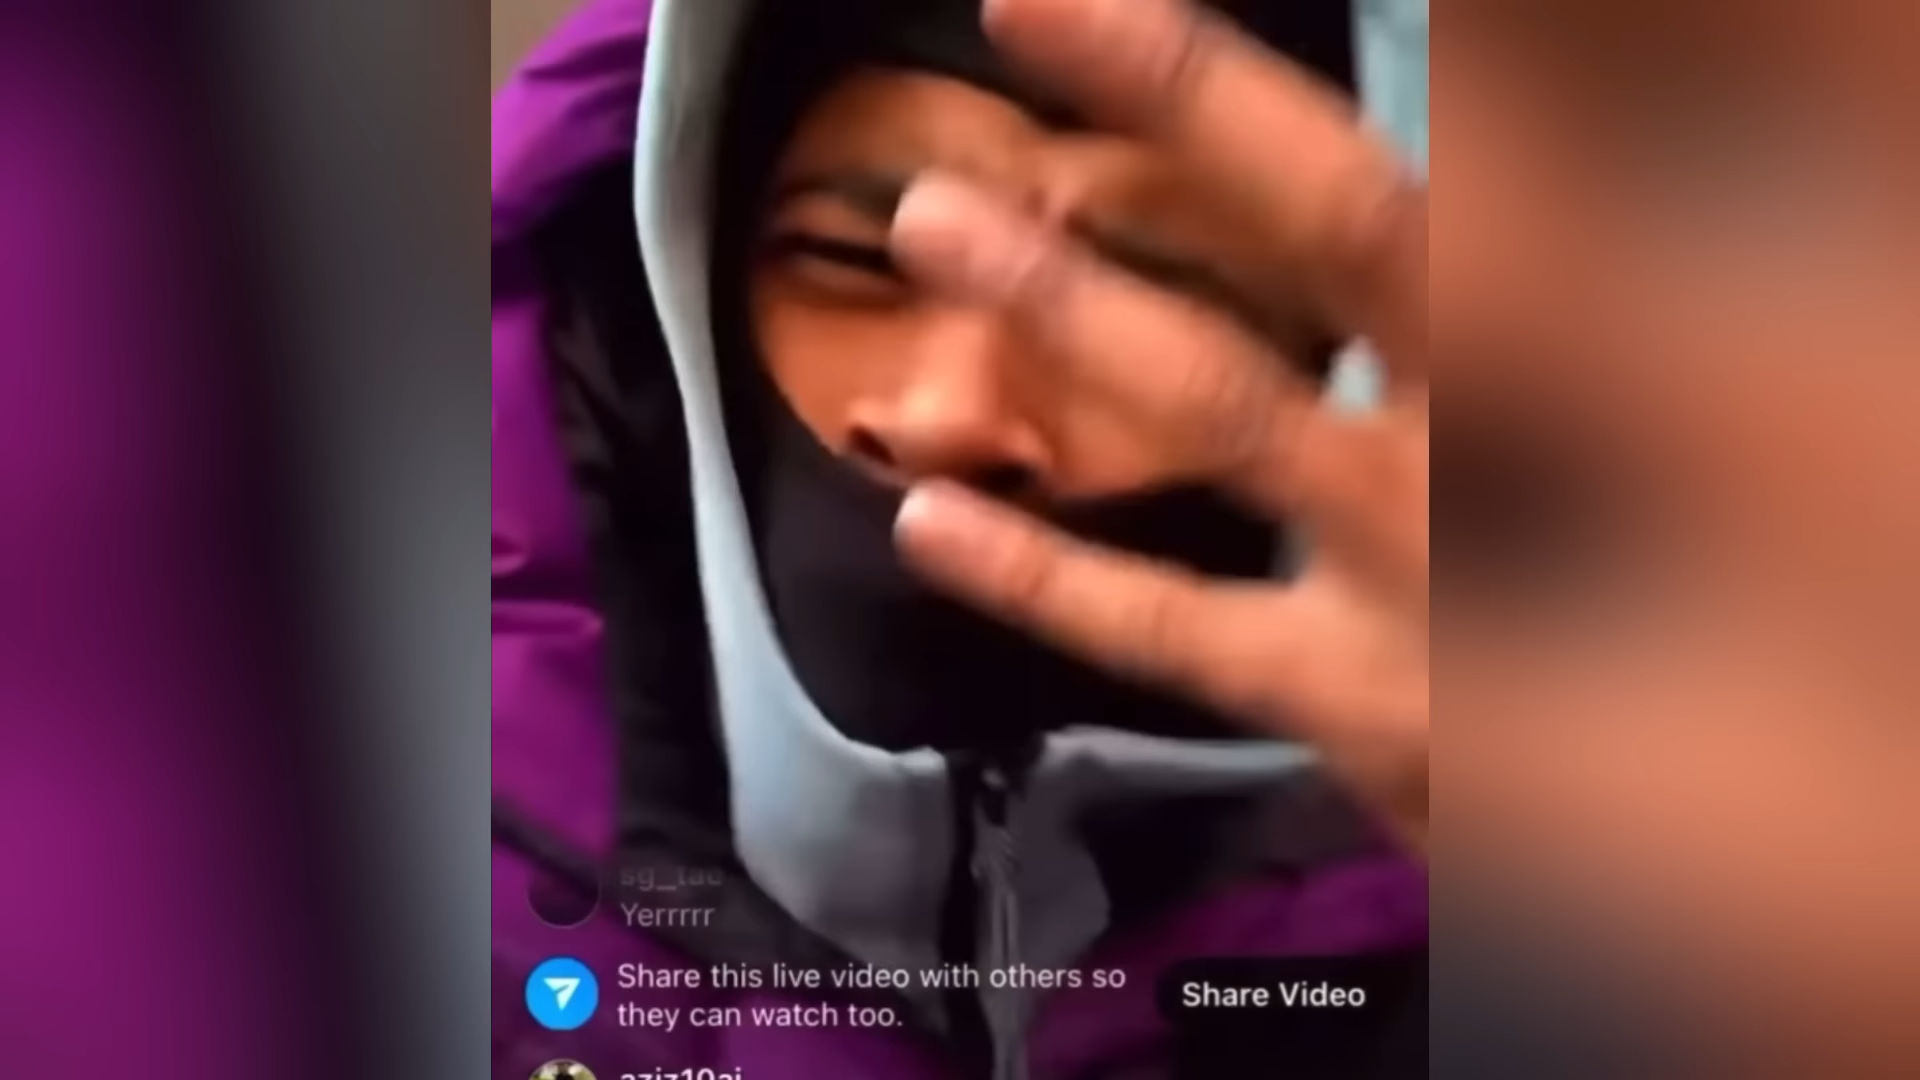 Yerrrrr
Share this live video with others so
they can watch too.
Share Video